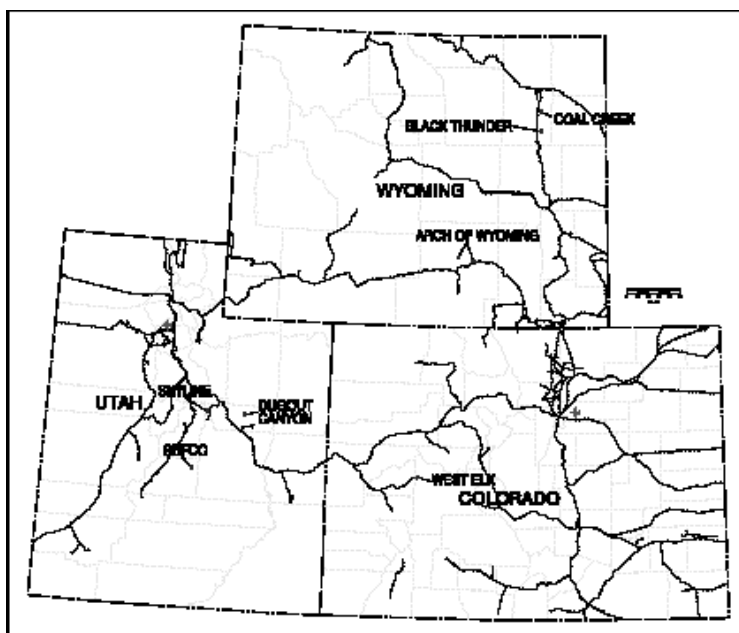 COAL CREEK
BLACK THUNDER
WYOMING
ARCH OF WYOMING
SKYLINE
UTAH
DUGOUT
CANYON
SUFCO
WEST ELK
COLORADO